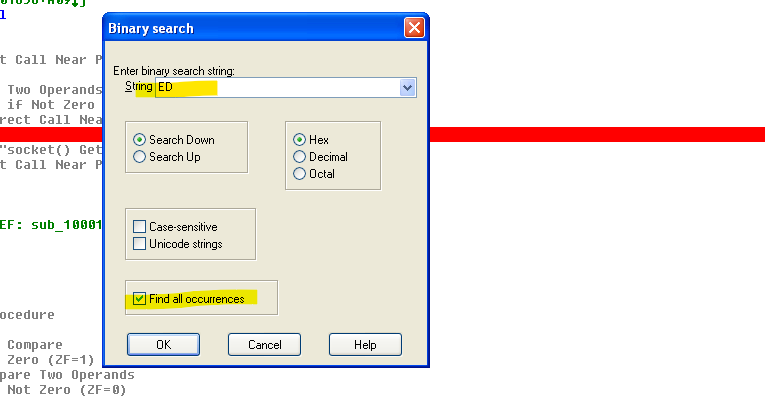 Binary search
t Call Near P
Enter binary search string:
String ED
Two Operands
if Not Zero
rect Call Nea
Search Down
Search Up
Hex
Decimal
Octal
"socket() Get
t Call Near P
EF: sub_10001
Case-sensitive
Unicode strings
Find all occurrences
ocedure
OK
Cancel
Help
Compare
Zero (ZF=1)
pare Two Operands
Not Zero (ZF=0)